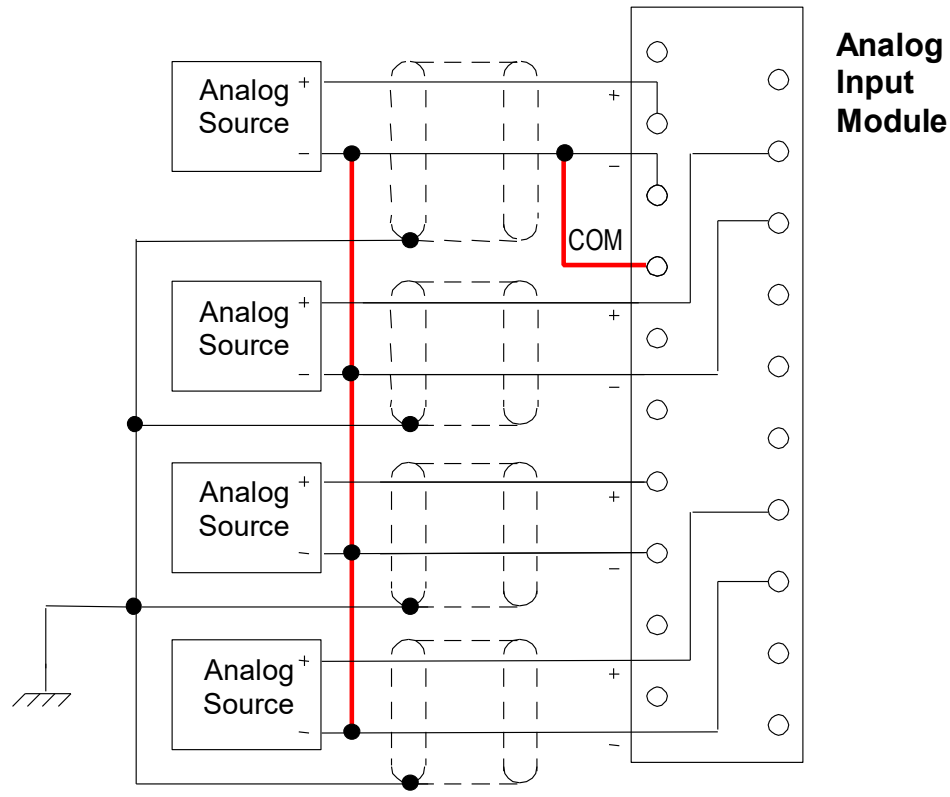 Analog
Input
Module
Analog
Source
+
–
+
–
COM
Analog
Source
+
–
+
–
Analog
Source
+
–
+
–
Analog
Source
+
–
+
–